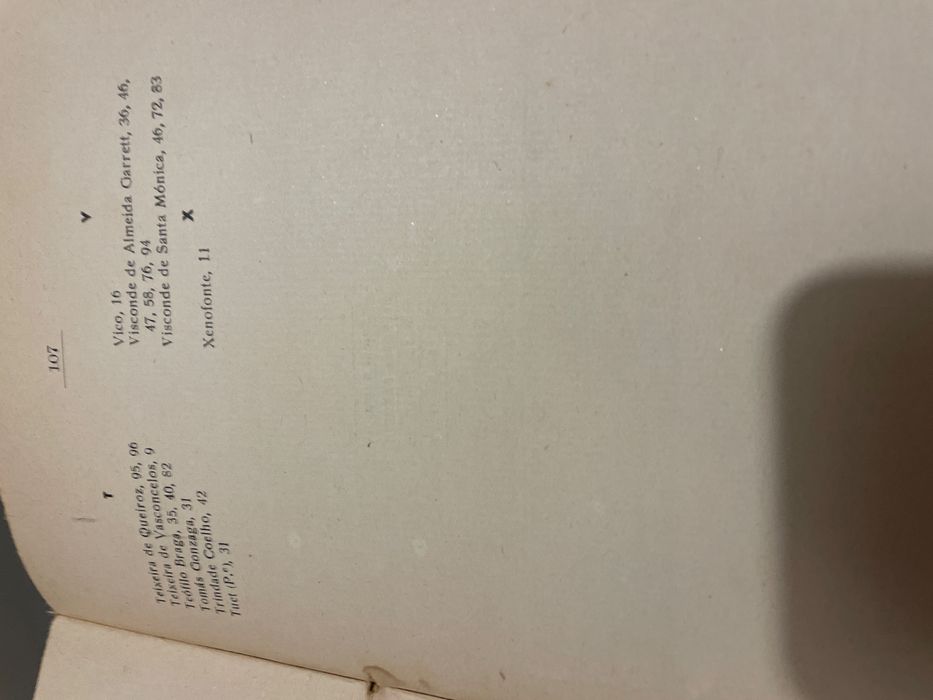 107
T
Teixeira de Queiroz, 95, 96
Teixeira de Vasconcelos, 9
Teófilo Braga, 35, 40, 82
Tomás Gonzaga, 31
Trindade Coelho, 42
Tuet (P.e), 31
V
Vico, 16
Visconde de Almeida Garrett, 36, 46,
47, 58, 76, 94
Visconde de Santa Mónica, 46, 72, 83
X
Xenofonte, 11